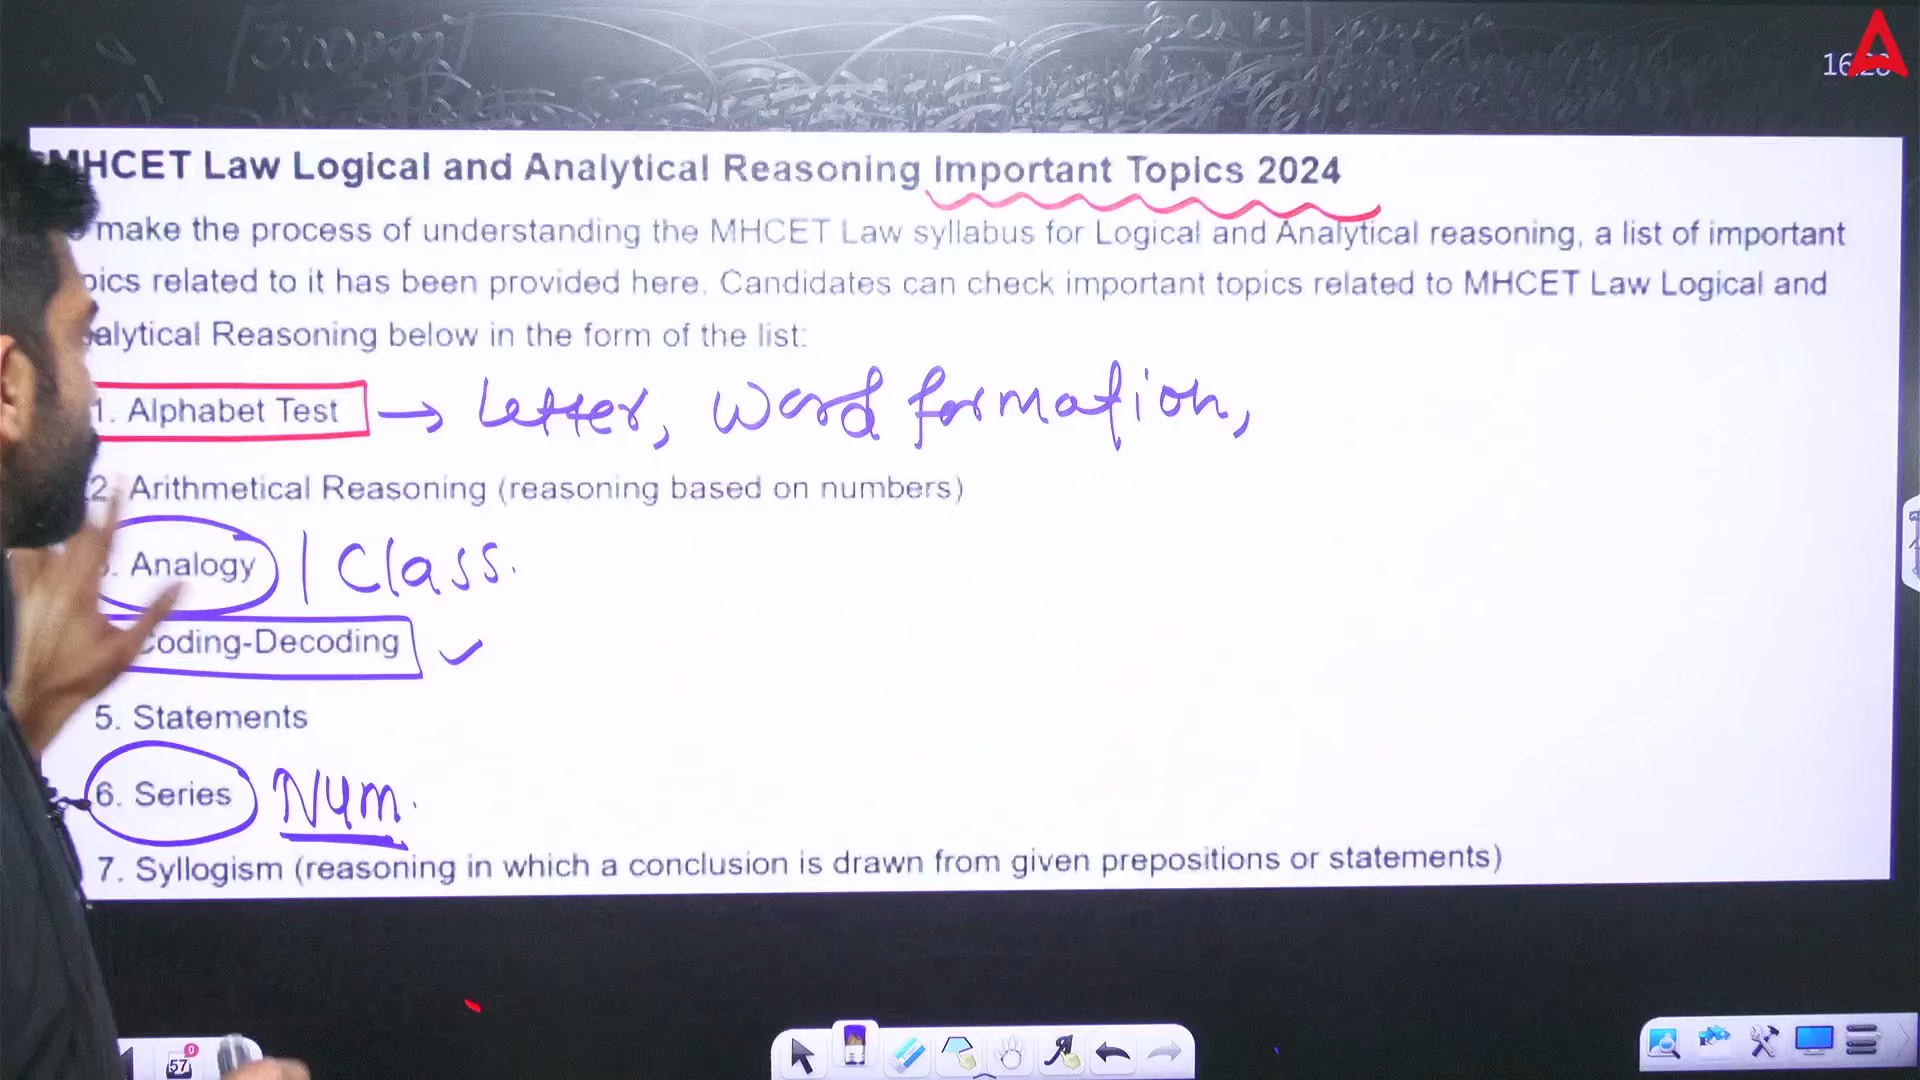 MHCET Law Logical and Analytical Reasoning Important Topics 2024
make the process of understanding the MHCET Law syllabus for Logical and Analytical reasoning, a list of important
pics related to it has been provided here. Candidates can check important topics related to MHCET Law Logical and
alytical Reasoning below in the form of the list:
1. Alphabet Test → Letter, Word formation,
2. Arithmetical Reasoning (reasoning based on numbers)
Analogy | Class.
Coding-Decoding ✓
5. Statements
6. Series Num.
7. Syllogism (reasoning in which a conclusion is drawn from given prepositions or statements)
57
0